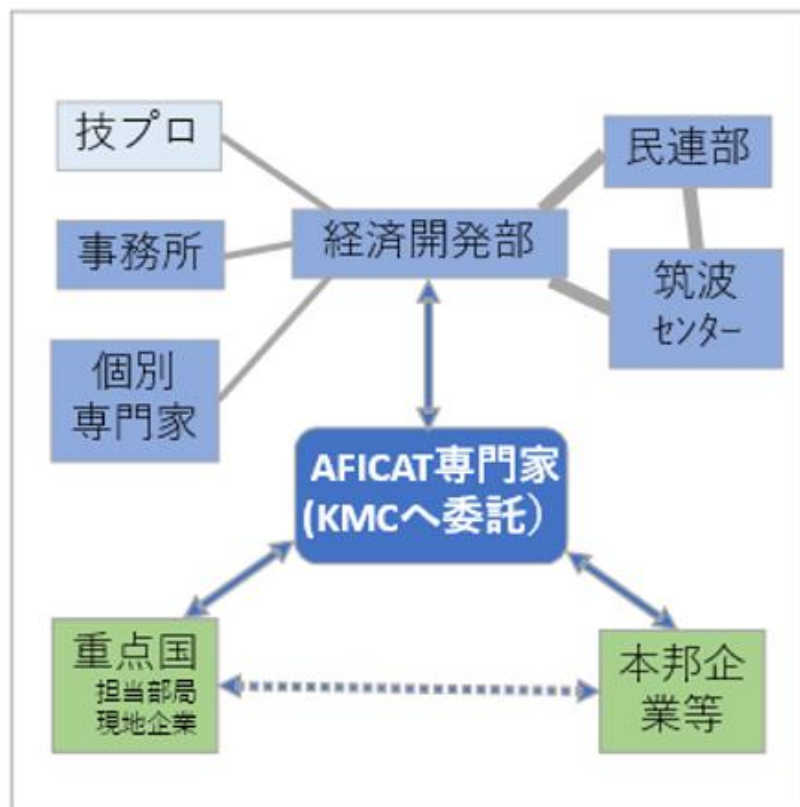 技プロ
民連部
事務所
経済開発部
筑波
センター
個別
専門家
AFICAT専門家
(KMCへ委託）
重点国
担当部局
現地企業
本邦企
業等